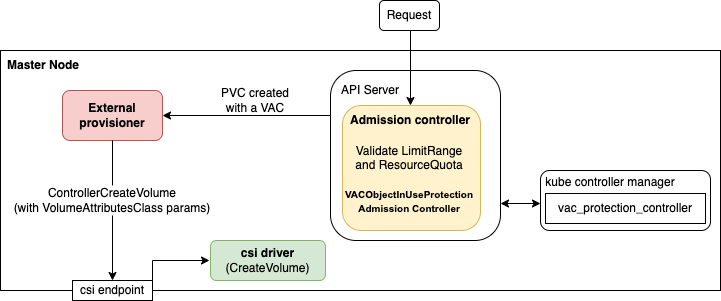 Request
Master Node
API Server
PVC created
with a VAC
External
provisioner
Admission controller
Validate LimitRange
and ResourceQuota
VACObjectInUseProtection
Admission Controller
kube controller manager
vac_protection_controller
ControllerCreateVolume
(with VolumeAttributesClass params)
csi driver
(CreateVolume)
csi endpoint